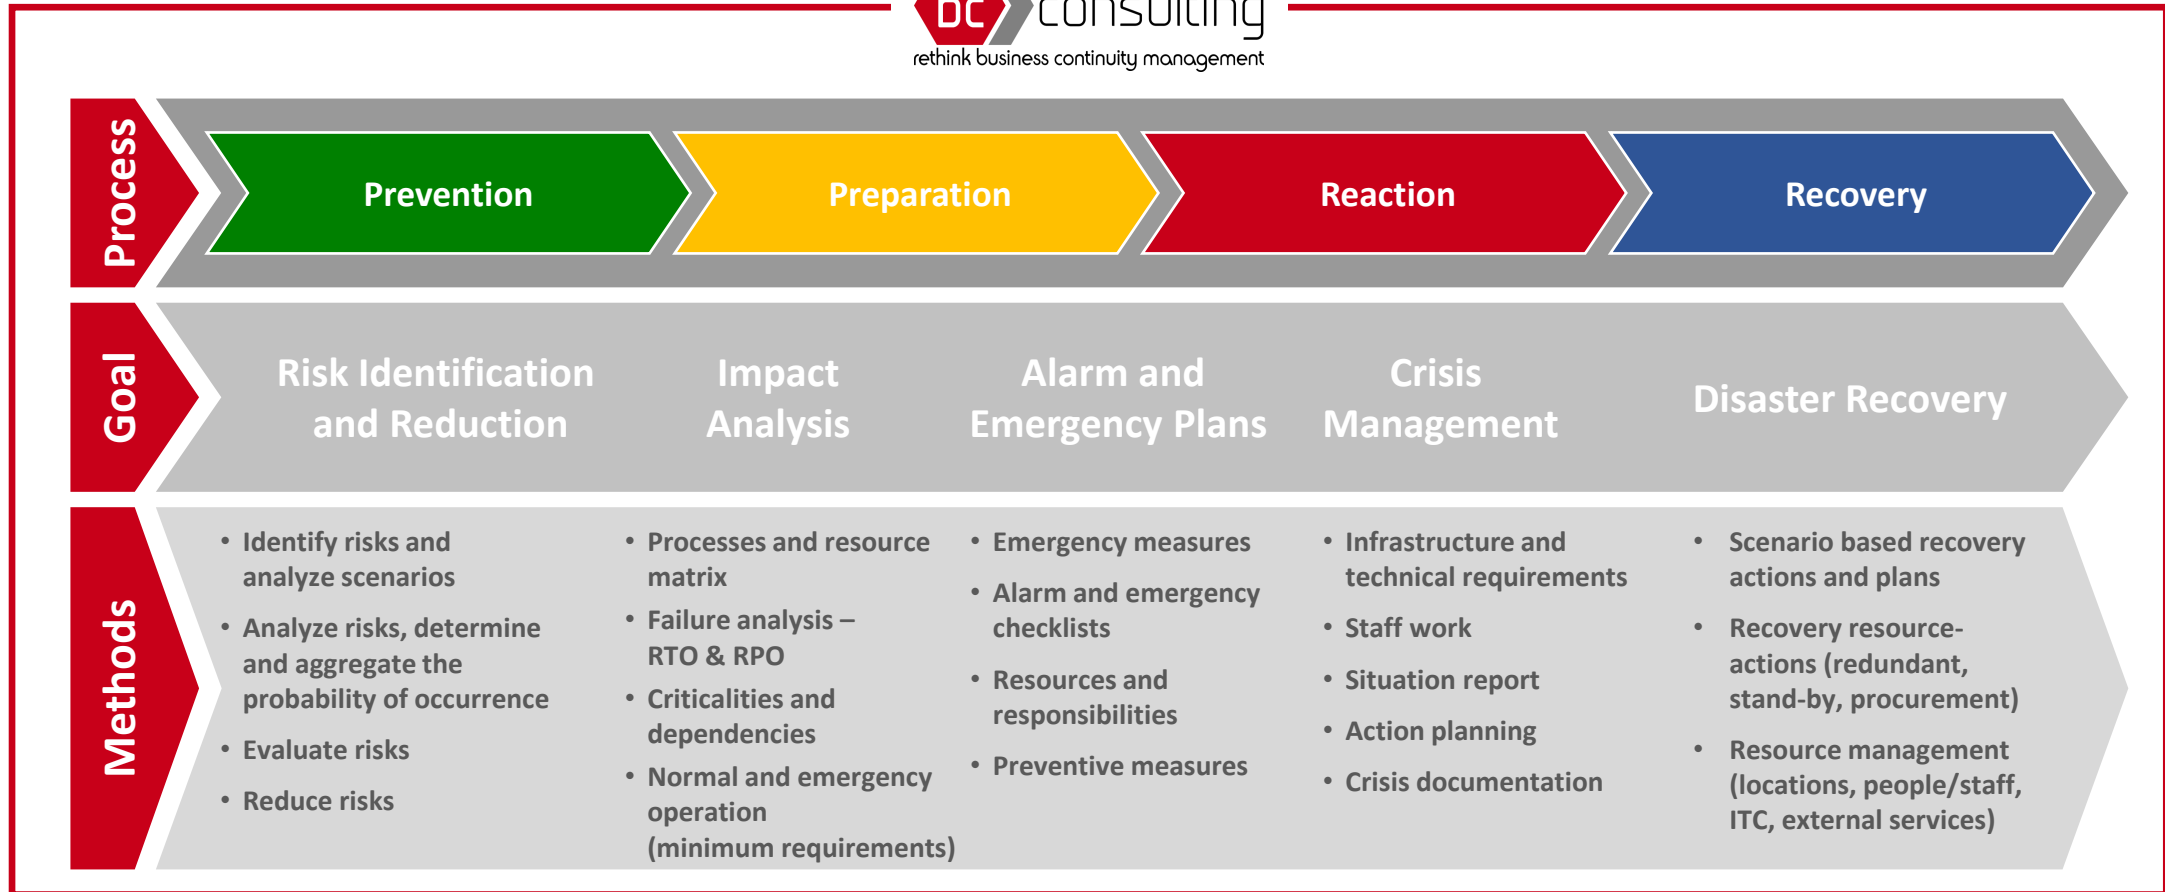 bc consulting
rethink business continuity management
Process
Prevention
Preparation
Reaction
Recovery
Goal
Risk Identification
and Reduction
Impact
Analysis
Alarm and
Emergency Plans
Crisis
Management
Disaster Recovery
Methods
• Identify risks and
analyze scenarios
• Analyze risks, determine
and aggregate the
probability of occurrence
• Evaluate risks
• Reduce risks
• Processes and resource
matrix
• Failure analysis –
RTO & RPO
• Criticalities and
dependencies
• Normal and emergency
operation
(minimum requirements)
• Emergency measures
• Alarm and emergency
checklists
• Resources and
responsibilities
• Preventive measures
• Infrastructure and
technical requirements
• Staff work
• Situation report
• Action planning
• Crisis documentation
• Scenario based recovery
actions and plans
• Recovery resource-
actions (redundant,
stand-by, procurement)
• Resource management
(locations, people/staff,
ITC, external services)